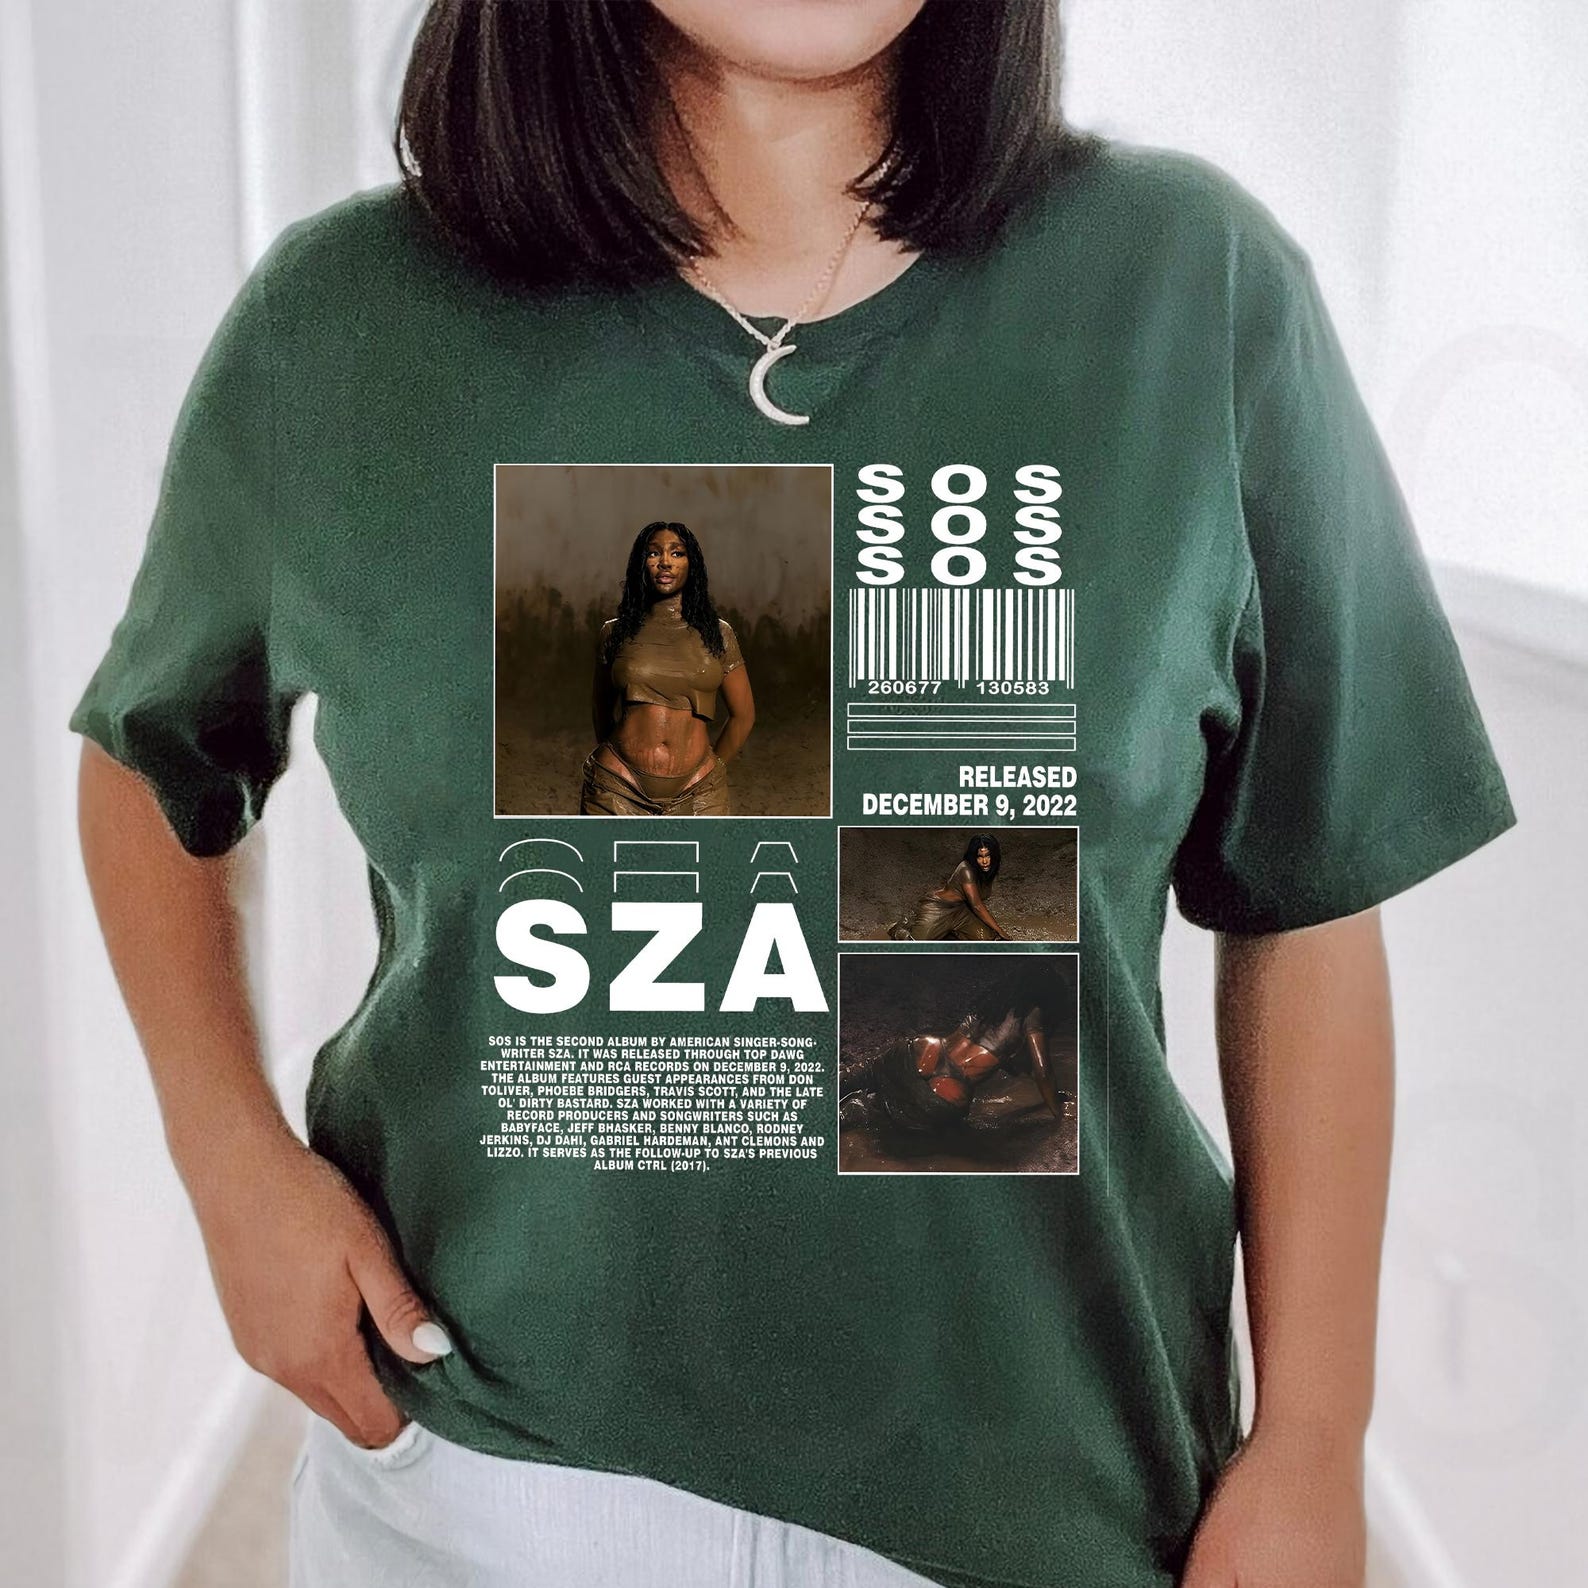 S O S
S O S
S O S
260677 130583
RELEASED
DECEMBER 9, 2022
SZA
SOS IS THE SECOND ALBUM BY AMERICAN SINGER-SONG-
WRITER SZA. IT WAS RELEASED THROUGH TOP DAWG
ENTERTAINMENT AND RCA RECORDS ON DECEMBER 9, 2022.
THE ALBUM FEATURES GUEST APPEARANCES FROM DON
TOLIVER, PHOEBE BRIDGERS, TRAVIS SCOTT, AND THE LATE
OL' DIRTY BASTARD. SZA WORKED WITH A VARIETY OF
RECORD PRODUCERS AND SONGWRITERS SUCH AS
BABYFACE, JEFF BHASKER, BENNY BLANCO, RODNEY
JERKINS, DJ DAHI, GABRIEL HARDEMAN, ANT CLEMONS AND
LIZZO. IT SERVES AS THE FOLLOW-UP TO SZA'S PREVIOUS
ALBUM CTRL (2017).